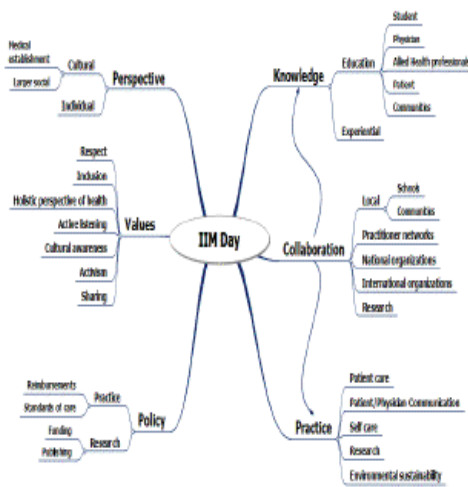 IIM Day
Perspective
Cultural
Medical
establishment
Larger social
Individual
Values
Respect
Inclusion
Holistic perspective of health
Active listening
Cultural awareness
Activism
Sharing
Policy
Practice
Reimbursements
Standards of care
Research
Funding
Publishing
Knowledge
Education
Student
Physician
Allied Health professionals
Patient
Communities
Experiential
Collaboration
Local
Schools
Communities
Practitioner networks
National organizations
International organizations
Research
Practice
Patient care
Patient/Physician Communication
Self care
Research
Environmental sustainability